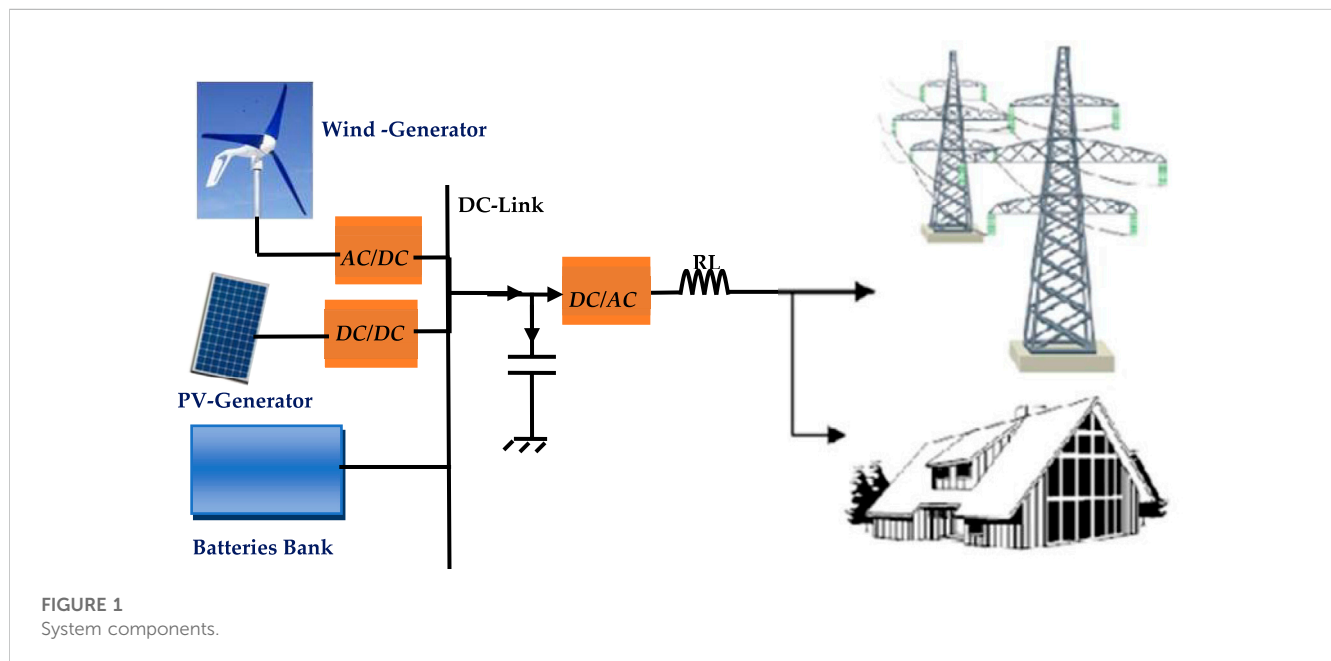 Wind -Generator
DC-Link
AC/DC
RL
DC/AC
DC/DC
PV-Generator
Batteries Bank
FIGURE 1
System components.